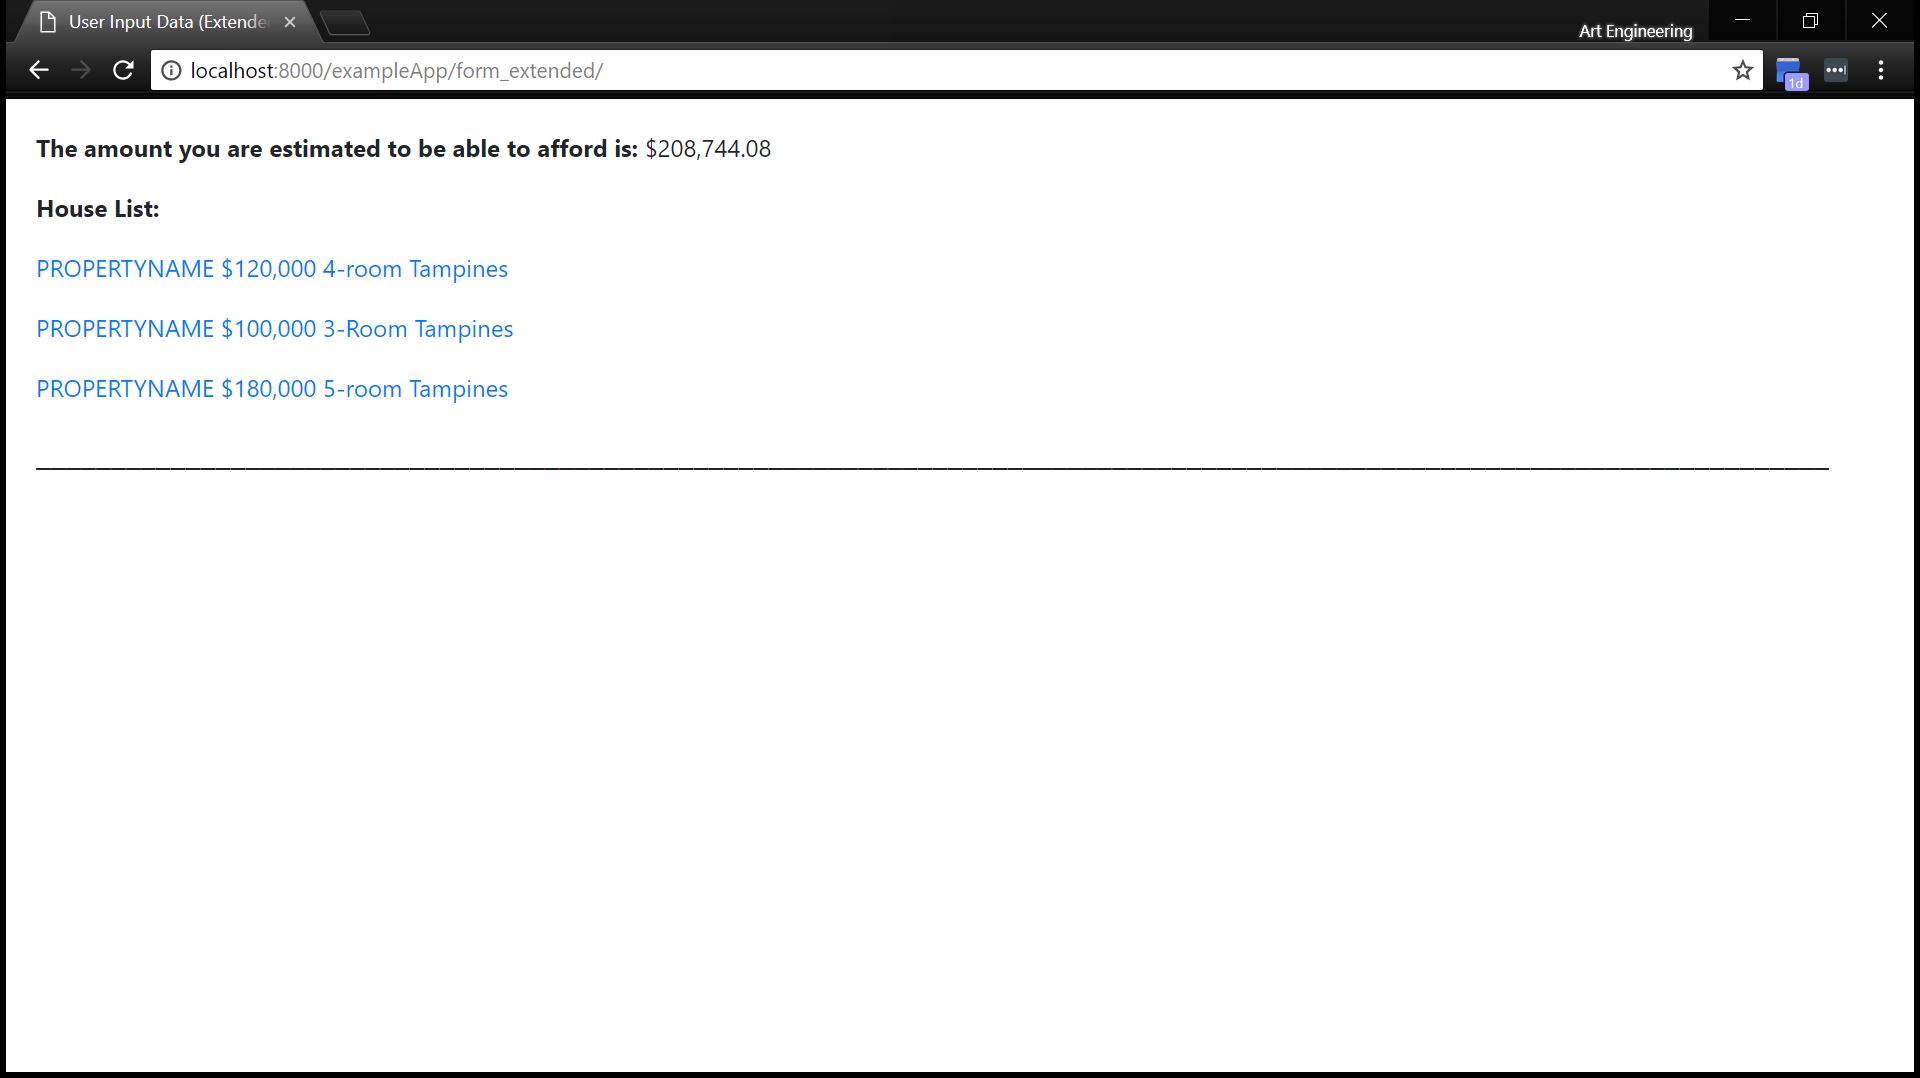 User Input Data (Extende
Art Engineering
localhost:8000/exampleApp/form_extended/
1d
The amount you are estimated to be able to afford is: $208,744.08
House List:
PROPERTYNAME $120,000 4-room Tampines
PROPERTYNAME $100,000 3-Room Tampines
PROPERTYNAME $180,000 5-room Tampines